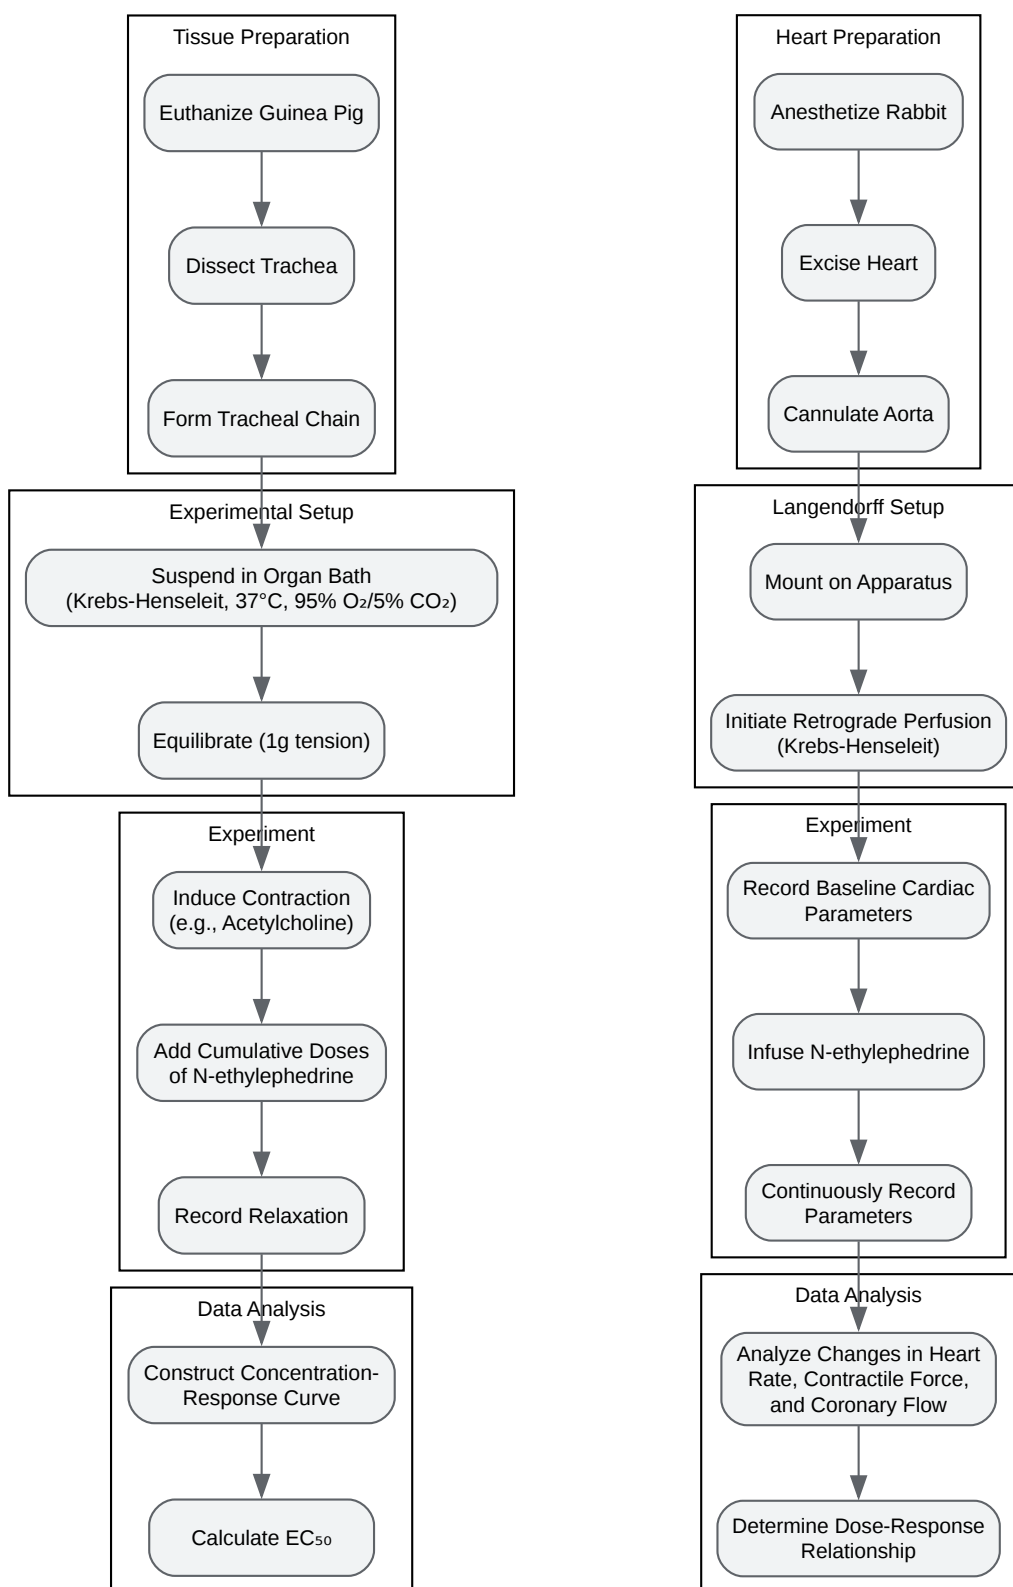 Tissue Preparation
Euthanize Guinea Pig
Dissect Trachea
Form Tracheal Chain
Experimental Setup
Suspend in Organ Bath
(Krebs-Henseleit, 37°C, 95% O₂/5% CO₂)
Equilibrate (1g tension)
Experiment
Induce Contraction
(e.g., Acetylcholine)
Add Cumulative Doses
of N-ethylephedrine
Record Relaxation
Data Analysis
Construct Concentration-
Response Curve
Calculate EC₅₀
Heart Preparation
Anesthetize Rabbit
Excise Heart
Cannulate Aorta
Langendorff Setup
Mount on Apparatus
Initiate Retrograde Perfusion
(Krebs-Henseleit)
Experiment
Record Baseline Cardiac
Parameters
Infuse N-ethylephedrine
Continuously Record
Parameters
Data Analysis
Analyze Changes in Heart
Rate, Contractile Force,
and Coronary Flow
Determine Dose-Response
Relationship